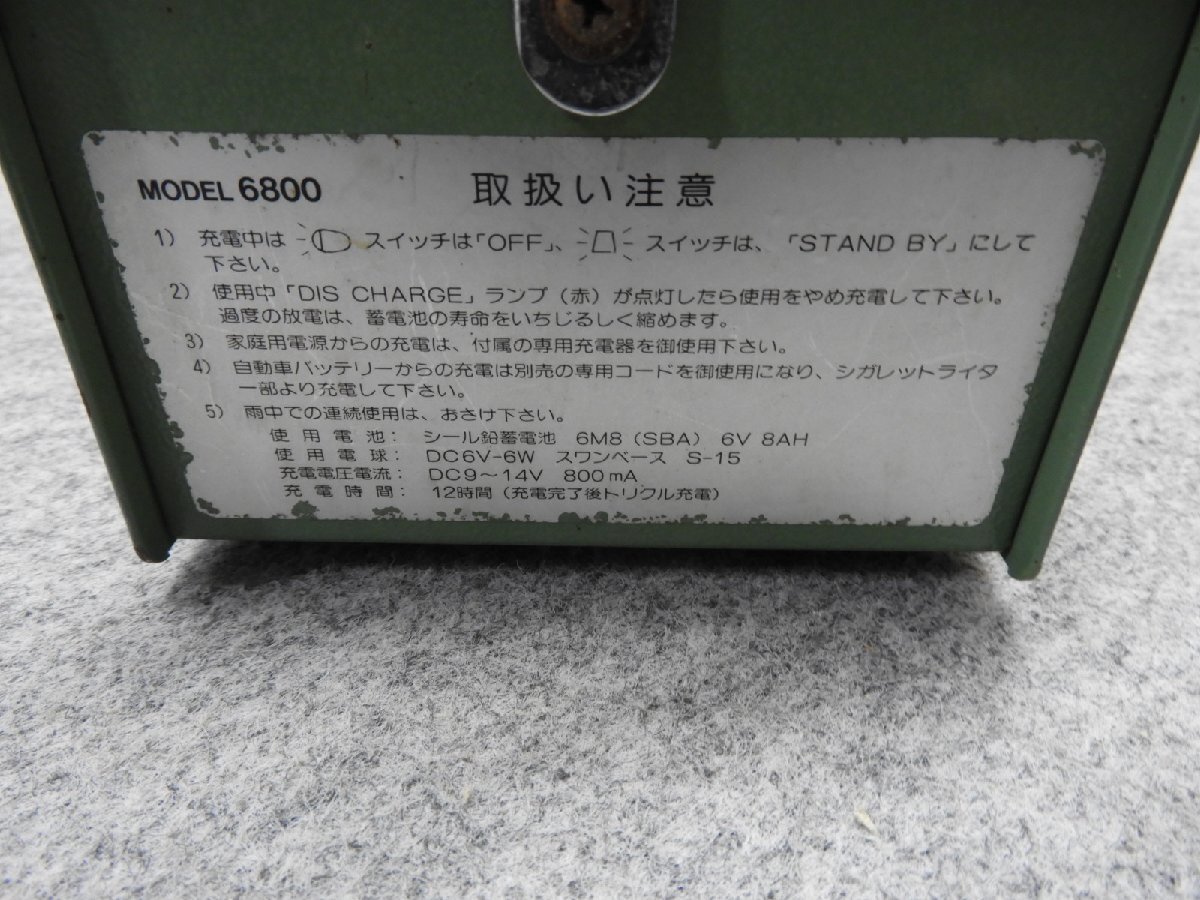 MODEL 6800 取扱い注意
1) 充電中は スイッチは「OFF」、 スイッチは、「STAND BY」にして
下さい。
2) 使用中「DIS CHARGE」ランプ(赤)が点灯したら使用をやめ充電して下さい。
過度の放電は、蓄電池の寿命をいちじるしく縮めます。
3) 家庭用電源からの充電は、付属の専用充電器を御使用下さい。
4) 自動車バッテリーからの充電は別売の専用コードを御使用になり、シガレットライタ
一部より充電して下さい。
5) 雨中での連続使用は、おさけ下さい。
使用電池: シール鉛蓄電池 6M8(SBA) 6V 8AH
使用電球: DC6V-6W スワンベース S-15
充電電圧電流: DC9〜14V 800mA
充電時間: 12時間(充電完了後トリクル充電)